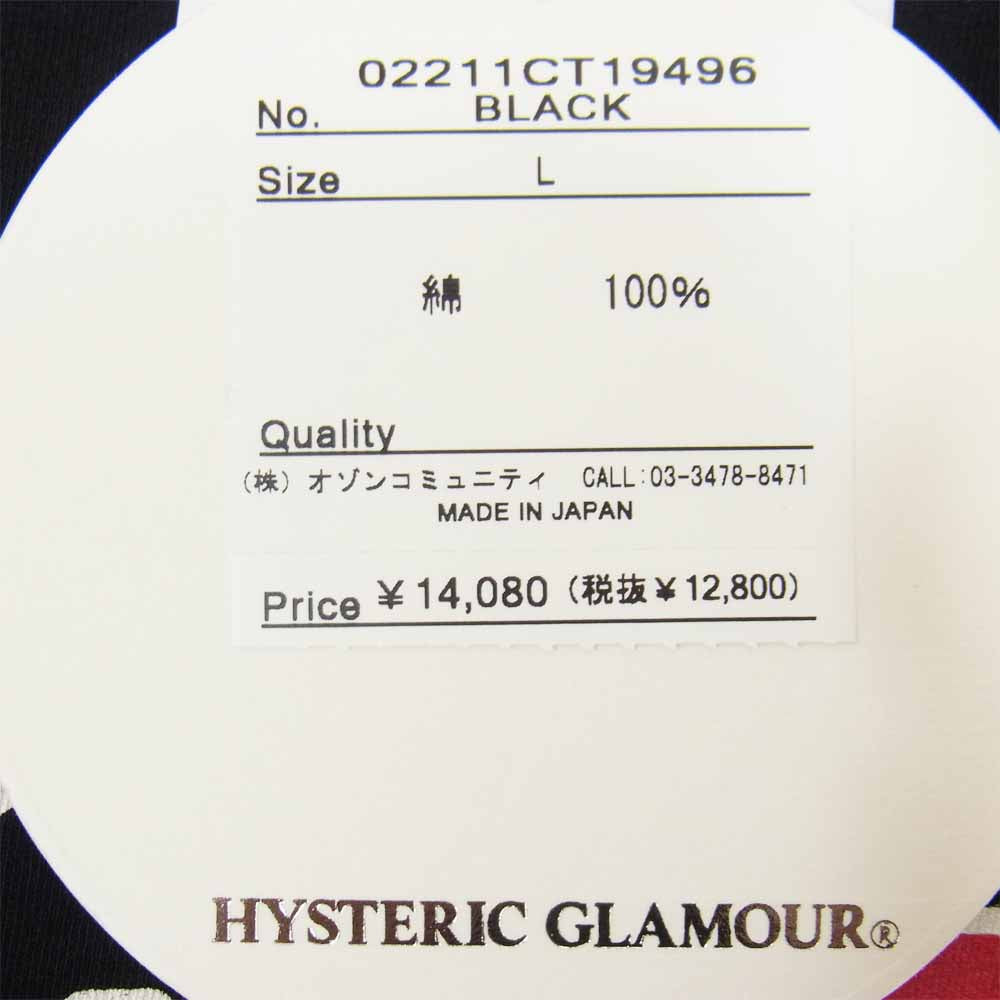 02211CT19496
No. BLACK
Size L
綿 100%
Quality
(株) オゾンコミュニティ CALL:03-3478-8471
MADE IN JAPAN
Price ¥14,080 (税抜¥12,800)
HYSTERIC GLAMOUR®